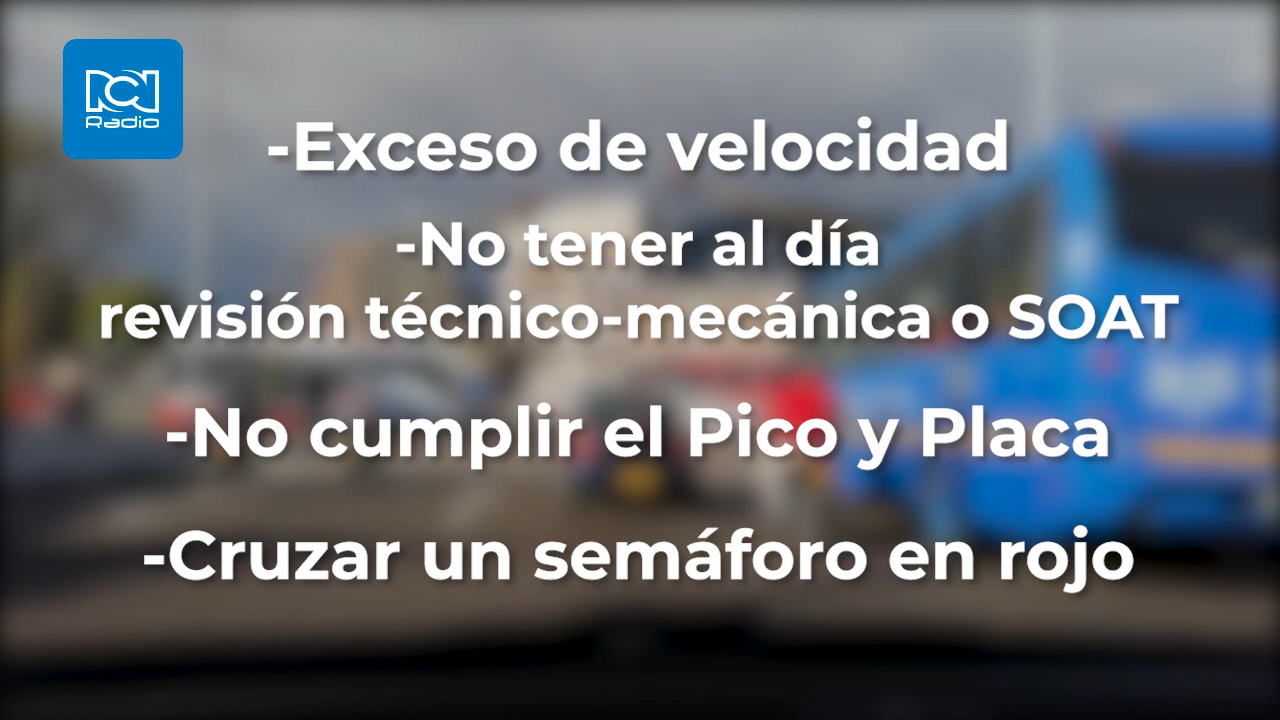 RCN
Radio
-Exceso de velocidad
-No tener al día
revisión técnico-mecánica o SOAT
-No cumplir el Pico y Placa
-Cruzar un semáforo en rojo